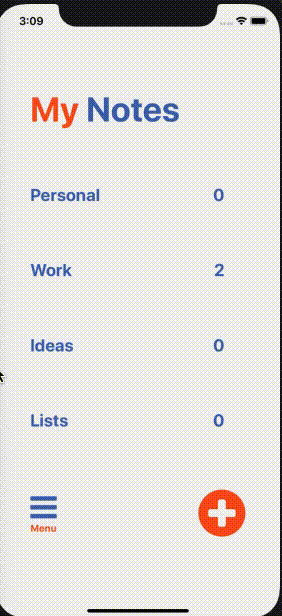 3:09
My Notes
Personal 0
Work 2
Ideas 0
Lists 0
Menu